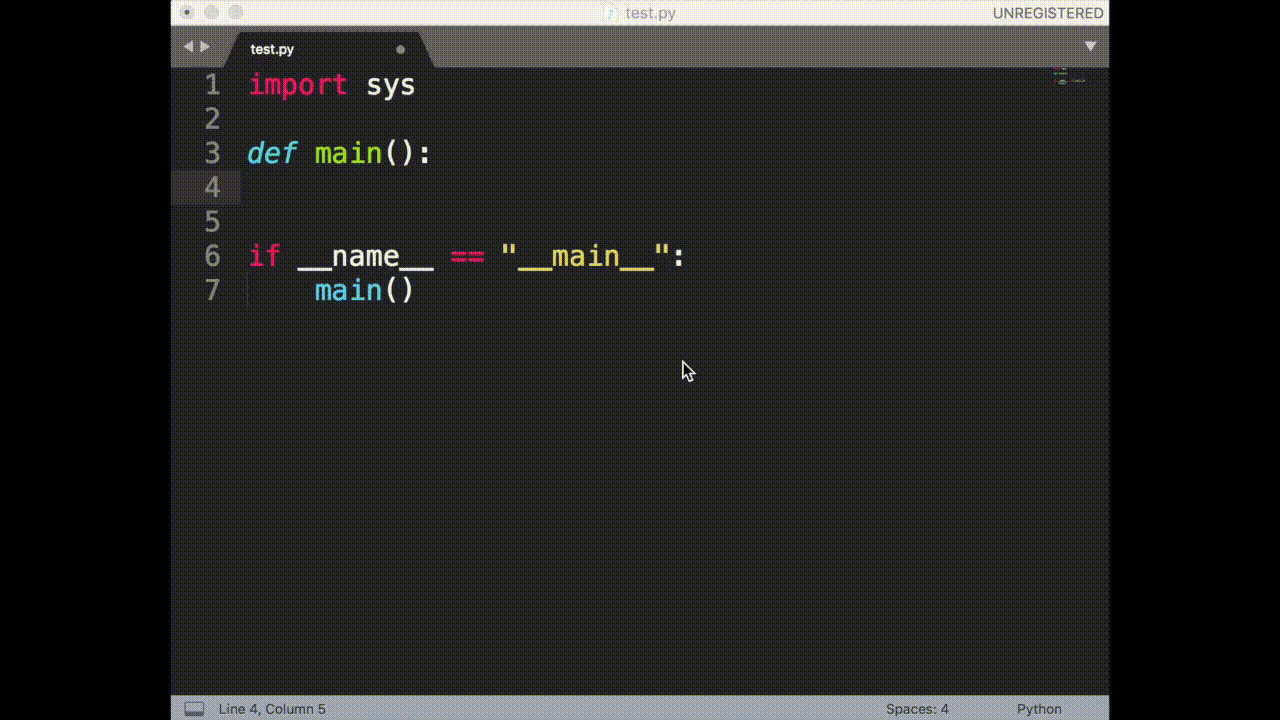 test.py
UNREGISTERED
test.py
1 import sys
2
3 def main():
4
5
6 if __name__ == "__main__":
7     main()
Line 4, Column 5
Spaces: 4
Python